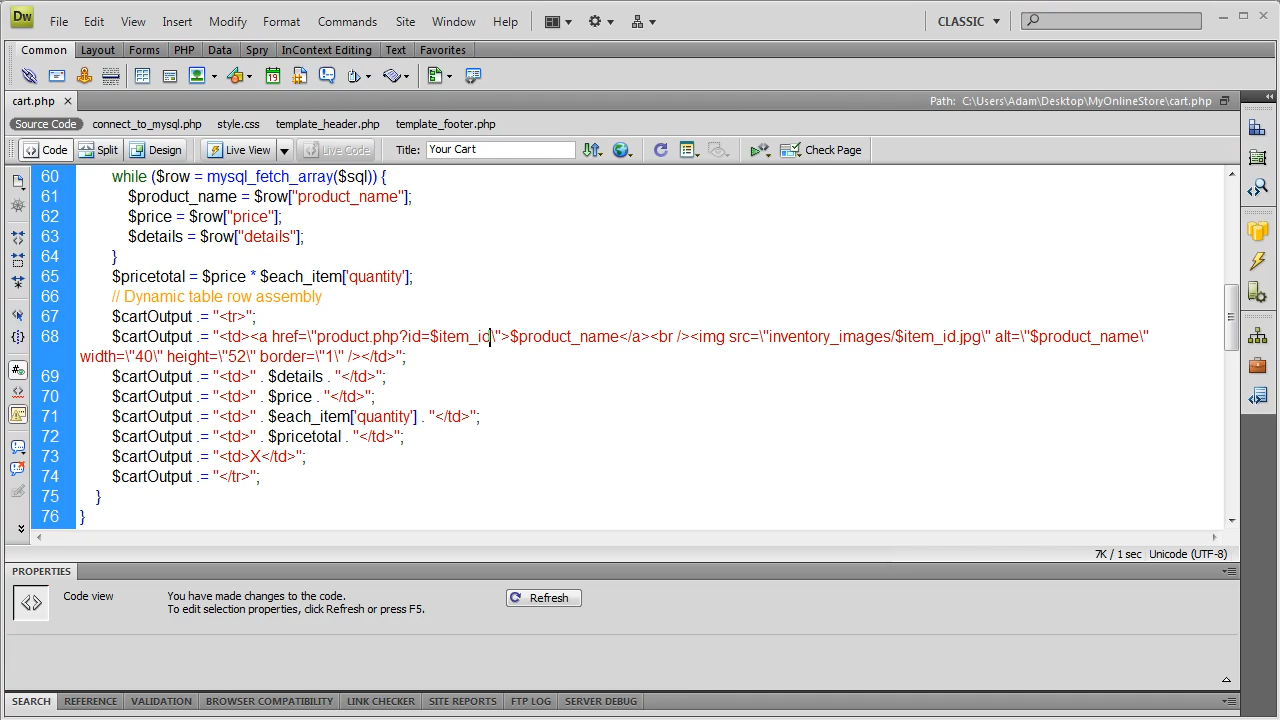 Dw File Edit View Insert Modify Format Commands Site Window Help CLASSIC
Common Layout Forms PHP Data Spry InContext Editing Text Favorites
19
cart.php Path: C:\Users\Adam\Desktop\MyOnlineStore\cart.php
Source Code connect_to_mysql.php style.css template_header.php template_footer.php
Code Split Design Live View Live Code Title: Your Cart Check Page
60 while ($row = mysql_fetch_array($sql)) {
61 $product_name = $row["product_name"];
62 $price = $row["price"];
63 $details = $row["details"];
64 }
65 $pricetotal = $price * $each_item['quantity'];
66 // Dynamic table row assembly
67 $cartOutput .= "<tr>";
68 $cartOutput .= "<td><a href=\"product.php?id=$item_id\">$product_name</a><br /><img src=\"inventory_images/$item_id.jpg\" alt=\"$product_name\"
width=\"40\" height=\"52\" border=\"1\" /></td>";
69 $cartOutput .= "<td>" . $details . "</td>";
70 $cartOutput .= "<td>" . $price . "</td>";
71 $cartOutput .= "<td>" . $each_item['quantity'] . "</td>";
72 $cartOutput .= "<td>" . $pricetotal . "</td>";
73 $cartOutput .= "<td>X</td>";
74 $cartOutput .= "</tr>";
75 }
76 }
7K / 1 sec Unicode (UTF-8)
PROPERTIES
Code view You have made changes to the code. Refresh
To edit selection properties, click Refresh or press F5.
SEARCH REFERENCE VALIDATION BROWSER COMPATIBILITY LINK CHECKER SITE REPORTS FTP LOG SERVER DEBUG